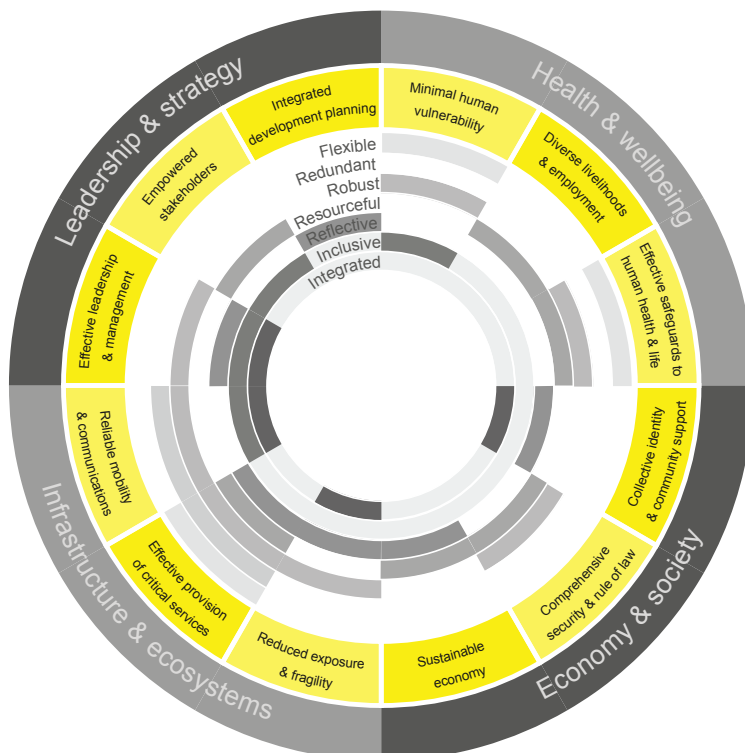 Leadership & strategy
Health & wellbeing
Economy & society
Infrastructure & ecosystems
Integrated
development planning
Minimal human
vulnerability
Diverse livelihoods
& employment
Effective safeguards to
human health & life
Collective identity
& community support
Comprehensive
security & rule of law
Sustainable
economy
Reduced exposure
& fragility
Effective provision
of critical services
Reliable mobility
& communications
Effective leadership
& management
Empowered
stakeholders
Flexible
Redundant
Robust
Resourceful
Reflective
Inclusive
Integrated